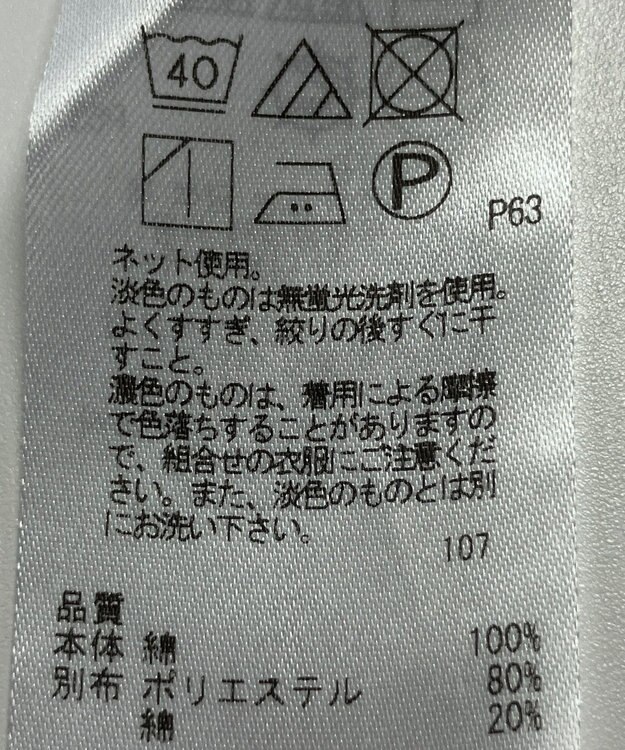 40
P
P63
ネット使用。
淡色のものは無蛍光洗剤を使用。
よくすすぎ、絞りの後すぐに干
すこと。
濃色のものは、着用による摩擦
で色落ちすることがありますの
で、組合せの衣服にご注意くだ
さい。また、淡色のものとは別
にお洗い下さい。
107
品質
本体 綿 100%
別布 ポリエステル 80%
綿 20%